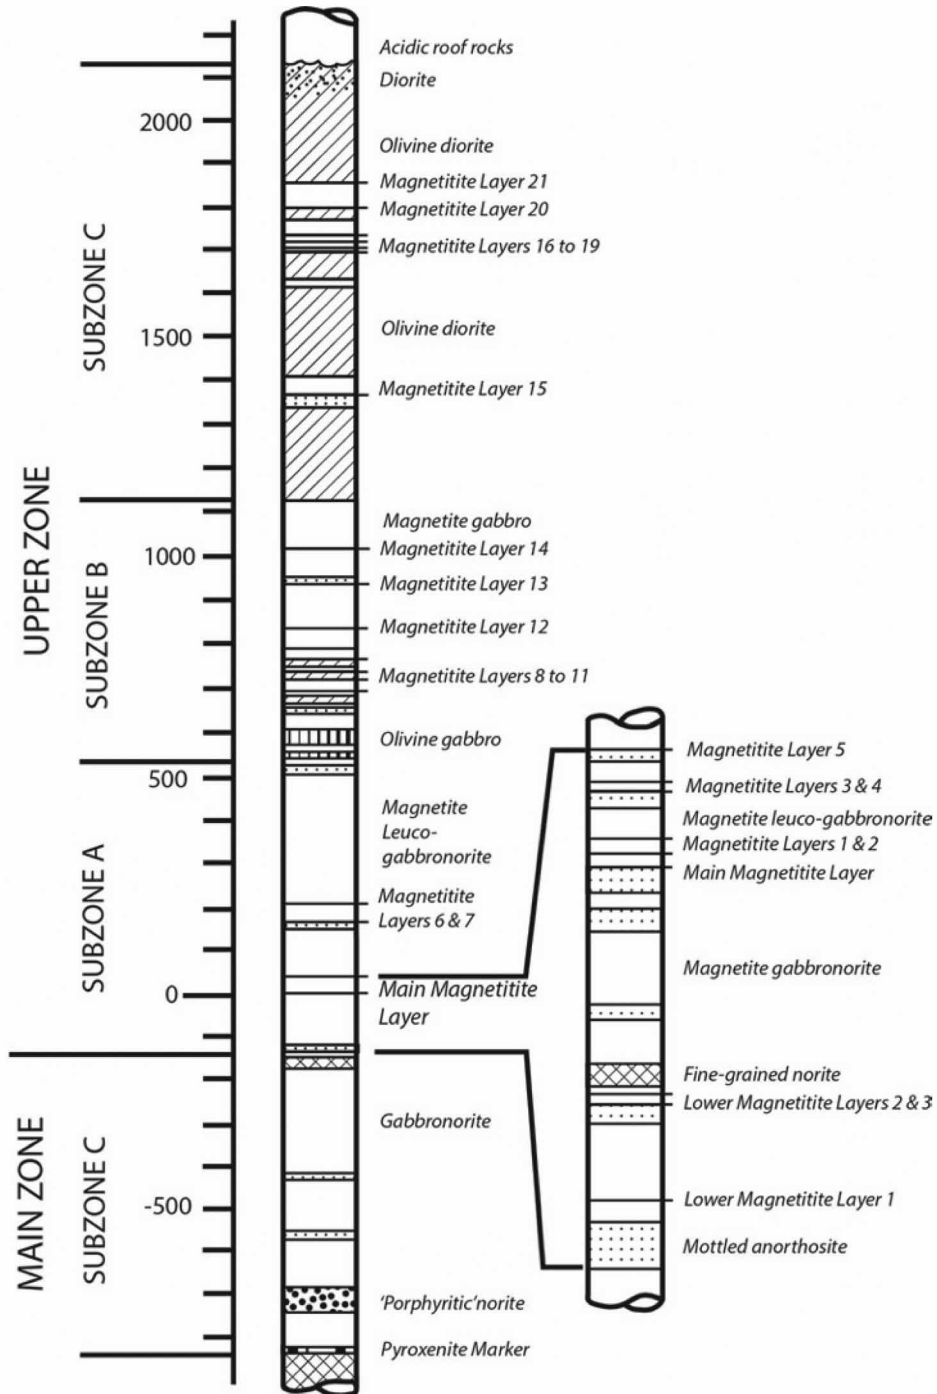 Acidic roof rocks
Diorite
2000
Olivine diorite
Magnetitite Layer 21
Magnetitite Layer 20
Magnetitite Layers 16 to 19
SUBZONE C
1500
Olivine diorite
Magnetitite Layer 15
UPPER ZONE
Magnetite gabbro
1000
Magnetitite Layer 14
Magnetitite Layer 13
SUBZONE B
Magnetitite Layer 12
Magnetitite Layers 8 to 11
Olivine gabbro
500
Magnetite
Leuco-
gabbronorite
SUBZONE A
Magnetitite
Layers 6 & 7
0
Main Magnetitite
Layer
MAIN ZONE
SUBZONE C
Gabbronorite
-500
'Porphyritic' norite
Pyroxenite Marker
Magnetitite Layer 5
Magnetitite Layers 3 & 4
Magnetite leuco-gabbronorite
Magnetitite Layers 1 & 2
Main Magnetitite Layer
Magnetite gabbronorite
Fine-grained norite
Lower Magnetitite Layers 2 & 3
Lower Magnetitite Layer 1
Mottled anorthosite